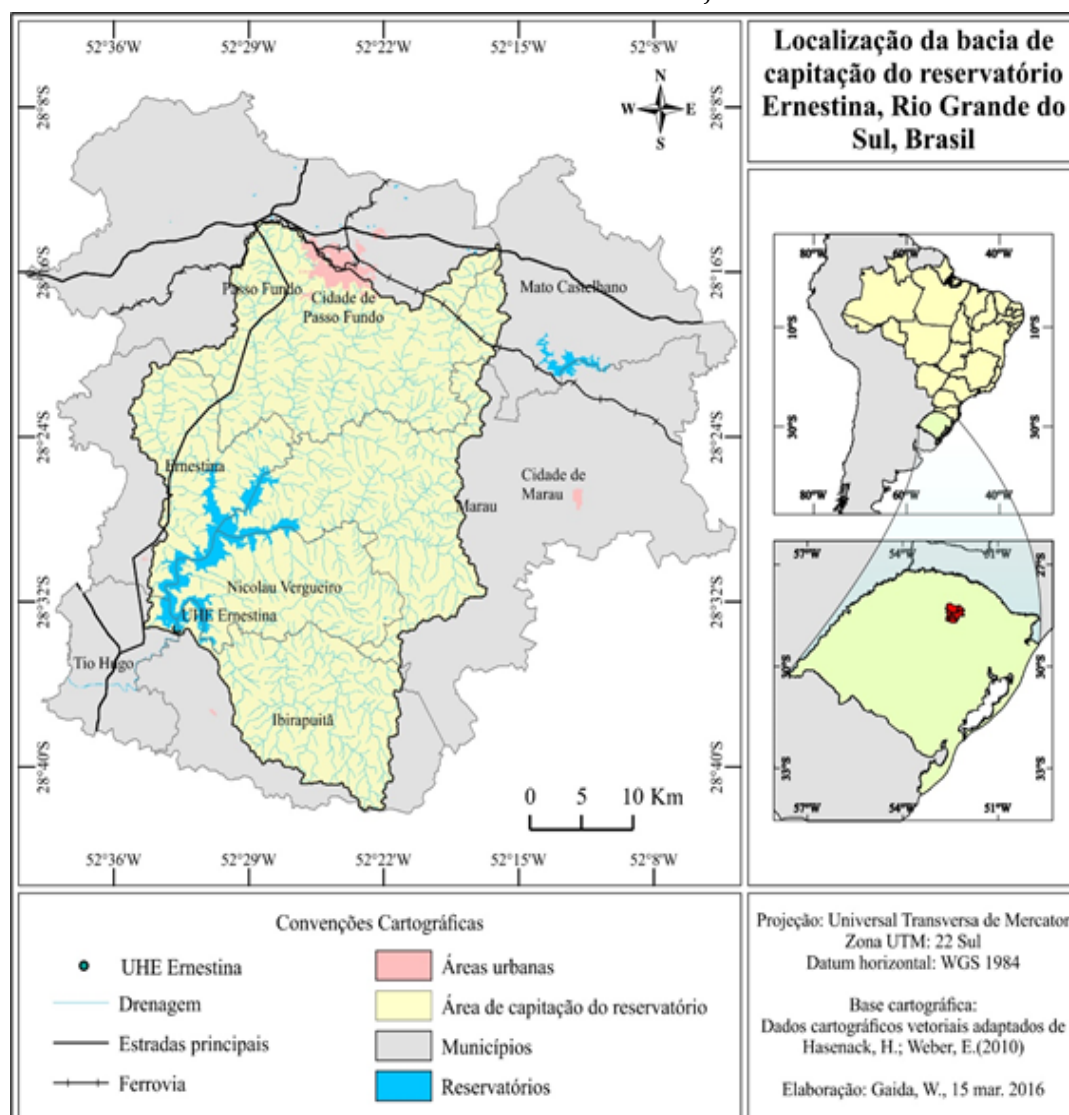 52°36'W 52°29'W 52°22'W 52°15'W 52°8'W
28°8'S
28°8'S
N
W E
S
28°16'S
28°16'S
Passo Fundo
Cidade de
Passo Fundo
Mato Castelhano
28°24'S
28°24'S
Ernestina
Cidade de
Marau
Marau
Nicolau Vergueiro
28°32'S
28°32'S
UHE Ernestina
Tio Hugo
Ibirapuitã
28°40'S
28°40'S
0 5 10 Km
52°36'W 52°29'W 52°22'W 52°15'W 52°8'W
Localização da bacia de
capitação do reservatório
Ernestina, Rio Grande do
Sul, Brasil
80°W 60°W 40°W
10°S
10°S
30°S
30°S
80°W 60°W 40°W
57°W 54°W 51°W
27°S
30°S
30°S
33°S
33°S
57°W 54°W 51°W
Convenções Cartográficas
UHE Ernestina
Drenagem
Estradas principais
Ferrovia
Áreas urbanas
Área de capitação do reservatório
Municípios
Reservatórios
Projeção: Universal Transversa de Mercator
Zona UTM: 22 Sul
Datum horizontal: WGS 1984
Base cartográfica:
Dados cartográficos vetoriais adaptados de
Hasenack, H.; Weber, E.(2010)
Elaboração: Gaida, W., 15 mar. 2016